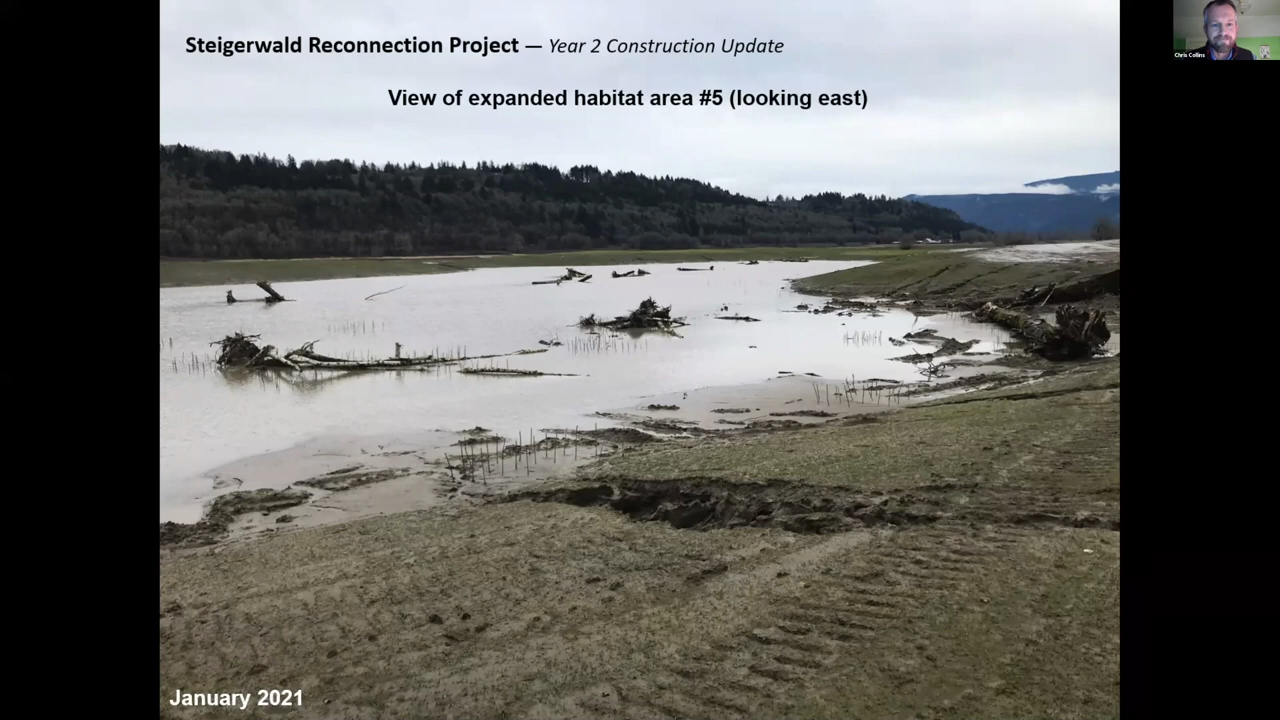 Steigerwald Reconnection Project — Year 2 Construction Update
View of expanded habitat area #5 (looking east)
Chris Collins
January 2021